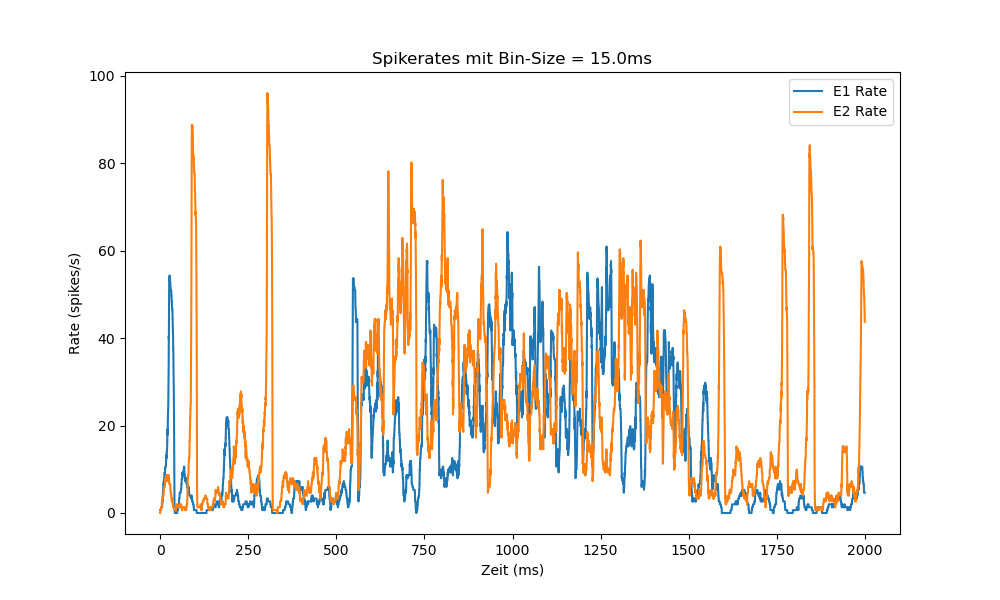 Spikerates mit Bin-Size = 15.0ms
E1 Rate
E2 Rate
100
80
60
40
20
0
Rate (spikes/s)
0 250 500 750 1000 1250 1500 1750 2000
Zeit (ms)